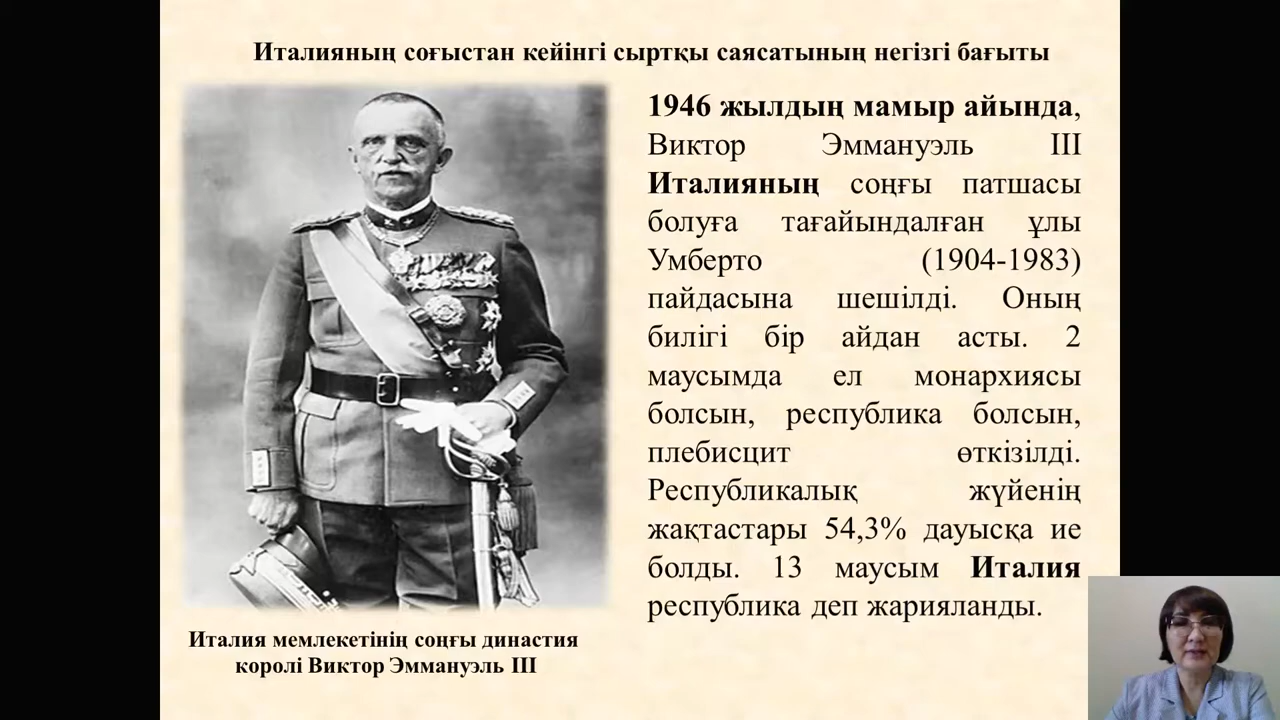 Италияның соғыстан кейінгі сыртқы саясатының негізгі бағыты
1946 жылдың мамыр айында,
Виктор Эммануэль III
Италияның соңғы патшасы
болуға тағайындалған ұлы
Умберто (1904-1983)
пайдасына шешілді. Оның
билігі бір айдан асты. 2
маусымда ел монархиясы
болсын, республика болсын,
плебисцит өткізілді.
Республикалық жүйенің
жақтастары 54,3% дауысқа ие
болды. 13 маусым Италия
республика деп жарияланды.
Италия мемлекетінің соңғы династия
королі Виктор Эммануэль III